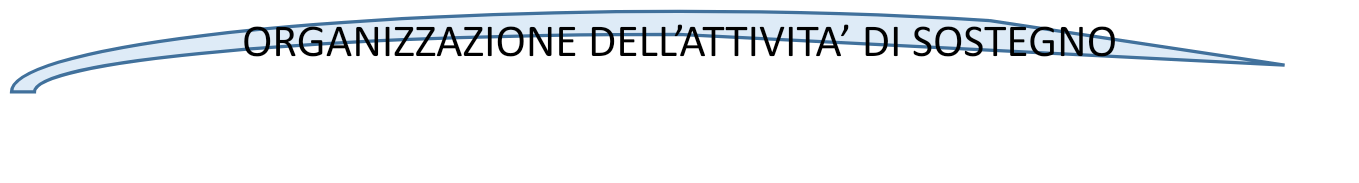 ORGANIZZAZIONE DELL’ATTIVITA’ DI SOSTEGNO